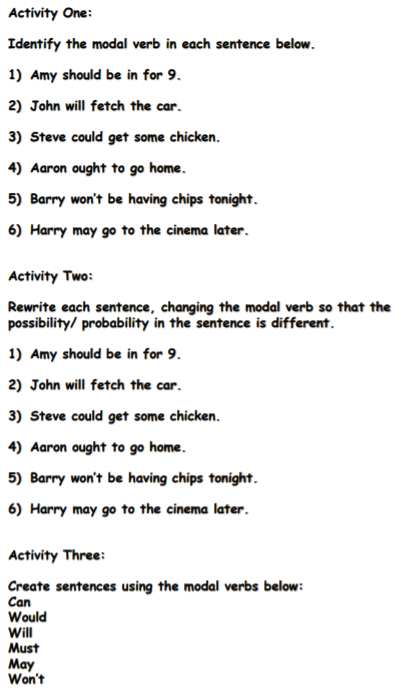 Activity One:
Identify the modal verb in each sentence below.
1) Amy should be in for 9.
2) John will fetch the car.
3) Steve could get some chicken.
4) Aaron ought to go home.
5) Barry won't be having chips tonight.
6) Harry may go to the cinema later.
Activity Two:
Rewrite each sentence, changing the modal verb so that the
possibility/ probability in the sentence is different.
1) Amy should be in for 9.
2) John will fetch the car.
3) Steve could get some chicken.
4) Aaron ought to go home.
5) Barry won't be having chips tonight.
6) Harry may go to the cinema later.
Activity Three:
Create sentences using the modal verbs below:
Can
Would
Will
Must
May
Won't